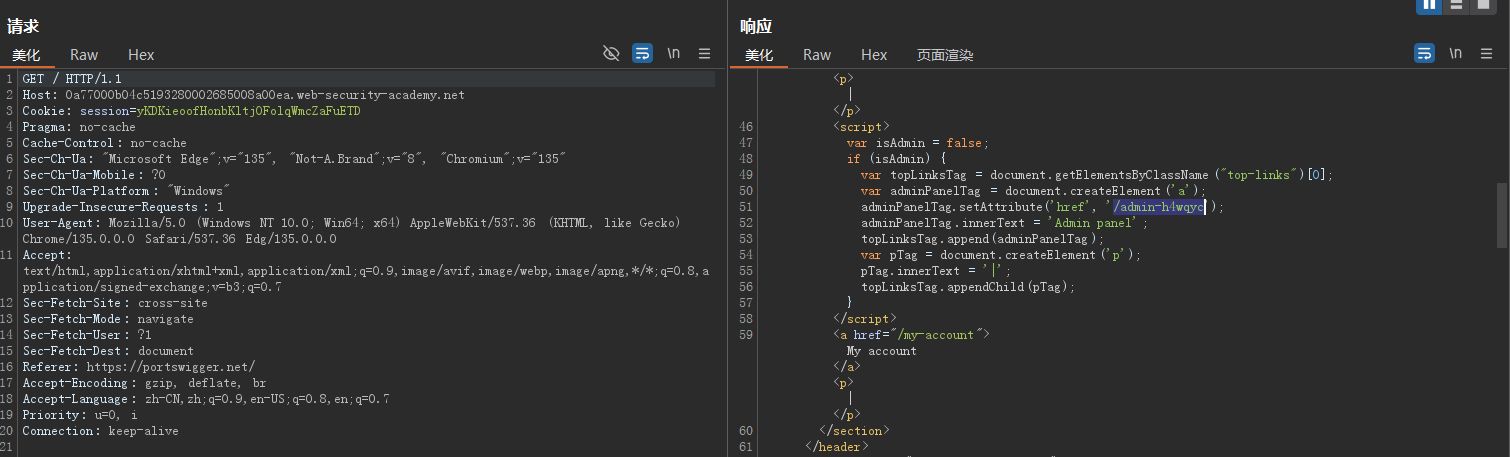 请求
美化 Raw Hex
\n
1 GET / HTTP/1.1
2 Host: 0a77000b04c5193280002685008a00ea.web-security-academy.net
3 Cookie: session=yKDKieoofHonbKltjOFolqWmcZaFuETD
4 Pragma: no-cache
5 Cache-Control: no-cache
6 Sec-Ch-Ua: "Microsoft Edge";v="135", "Not-A.Brand";v="8", "Chromium";v="135"
7 Sec-Ch-Ua-Mobile: ?0
8 Sec-Ch-Ua-Platform: "Windows"
9 Upgrade-Insecure-Requests: 1
10 User-Agent: Mozilla/5.0 (Windows NT 10.0; Win64; x64) AppleWebKit/537.36 (KHTML, like Gecko)
Chrome/135.0.0.0 Safari/537.36 Edg/135.0.0.0
11 Accept:
text/html,application/xhtml+xml,application/xml;q=0.9,image/avif,image/webp,image/apng,*/*;q=0.8,a
pplication/signed-exchange;v=b3;q=0.7
12 Sec-Fetch-Site: cross-site
13 Sec-Fetch-Mode: navigate
14 Sec-Fetch-User: ?1
15 Sec-Fetch-Dest: document
16 Referer: https://portswigger.net/
17 Accept-Encoding: gzip, deflate, br
18 Accept-Language: zh-CN,zh;q=0.9,en-US;q=0.8,en;q=0.7
19 Priority: u=0, i
20 Connection: keep-alive
21
响应
美化 Raw Hex 页面渲染
\n
<p>
|
</p>
46 <script>
47 var isAdmin = false;
48 if (isAdmin) {
49 var topLinksTag = document.getElementsByClassName("top-links")[0];
50 var adminPanelTag = document.createElement('a');
51 adminPanelTag.setAttribute('href', '/admin-h4wqyc');
52 adminPanelTag.innerText = 'Admin panel';
53 topLinksTag.append(adminPanelTag);
54 var pTag = document.createElement('p');
55 pTag.innerText = '|';
56 topLinksTag.appendChild(pTag);
57 }
58 </script>
59 <a href="/my-account">
My account
</a>
<p>
|
</p>
60 </section>
61 </header>